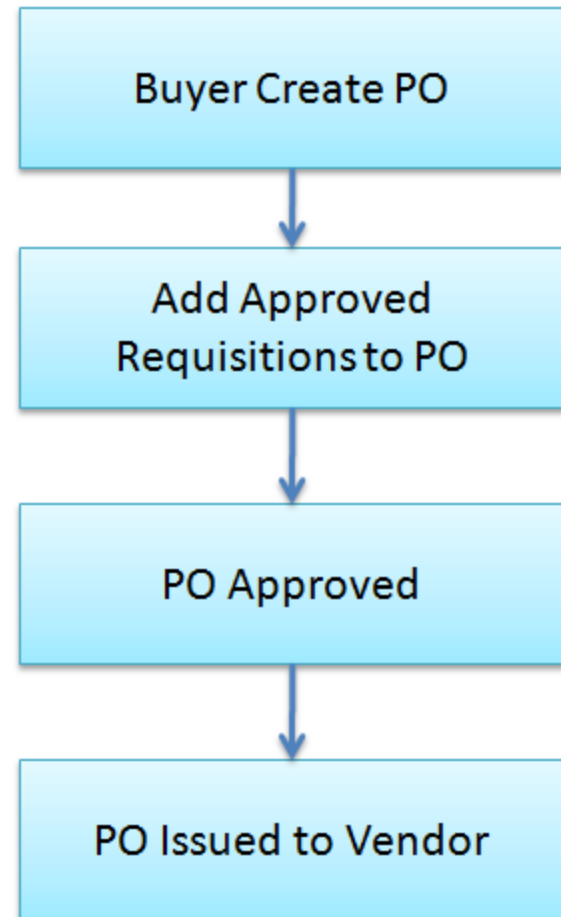 Buyer Create PO
Add Approved
Requisitions to PO
PO Approved
PO Issued to Vendor